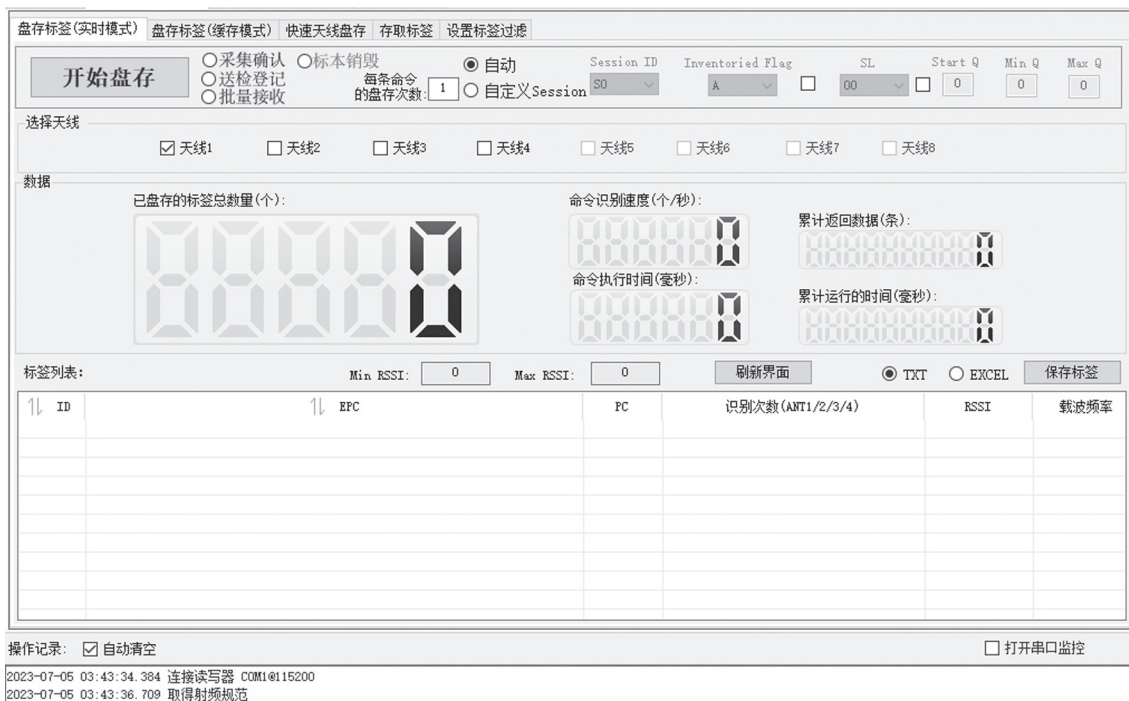 盘存标签(实时模式) 盘存标签(缓存模式) 快速天线盘存 存取标签 设置标签过滤
开始盘存
采集确认 标本销毁
送检登记
批量接收
每条命令
的盘存次数: 1
自动
自定义Session
Session ID Inventoried Flag SL Start Q Min Q Max Q
S0 A 00 0 0 0
选择天线
天线1 天线2 天线3 天线4 天线5 天线6 天线7 天线8
数据
已盘存的标签总数量(个):
0
命令识别速度(个/秒):
0
命令执行时间(毫秒):
0
累计返回数据(条):
0
累计运行的时间(毫秒):
0
标签列表: Min RSSI: 0 Max RSSI: 0 刷新界面 TXT EXCEL 保存标签
ID EPC PC 识别次数(ANT1/2/3/4) RSSI 载波频率
操作记录: 自动清空 打开串口监控
2023-07-05 03:43:34.384 连接读写器 COM1@115200
2023-07-05 03:43:36.709 取得射频规范